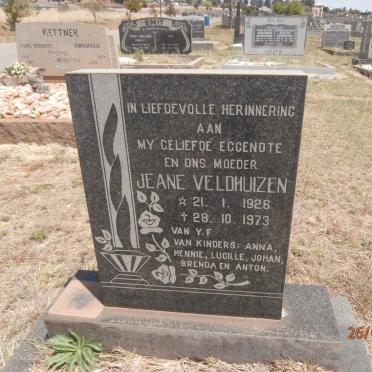 KETTNER
SMIT
IN LIEFDEVOLLE HERINNERING
AAN
MY GELIEFDE EGGENOTE
EN ONS MOEDER
JEANE VELDHUIZEN
☆ 21. 1. 1926
✝ 28. 10. 1973
VAN Y.F
VAN KINDERS: ANNA,
HENNIE, LUCILLE, JOHAN,
BRENDA EN ANTON.
26/